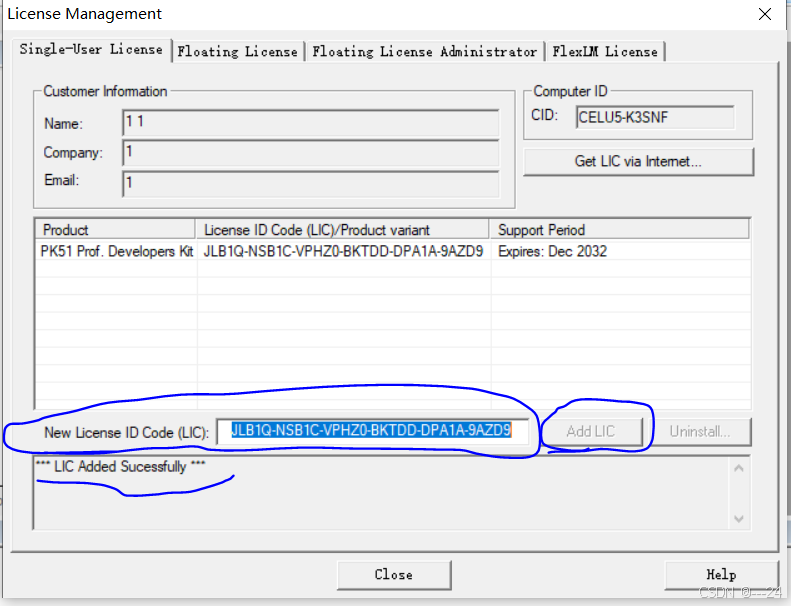 License Management
Single-User License Floating License Floating License Administrator FlexLM License
Customer Information
Name: 1 1
Company: 1
Email: 1
Computer ID
CID: CELU5-K3SNF
Get LIC via Internet...
Product License ID Code (LIC)/Product variant Support Period
PK51 Prof. Developers Kit JLB1Q-NSB1C-VPHZ0-BKTDD-DPA1A-9AZD9 Expires: Dec 2032
New License ID Code (LIC): JLB1Q-NSB1C-VPHZ0-BKTDD-DPA1A-9AZD9 Add LIC Uninstall...
*** LIC Added Sucessfully ***
Close Help
CSDN @---24